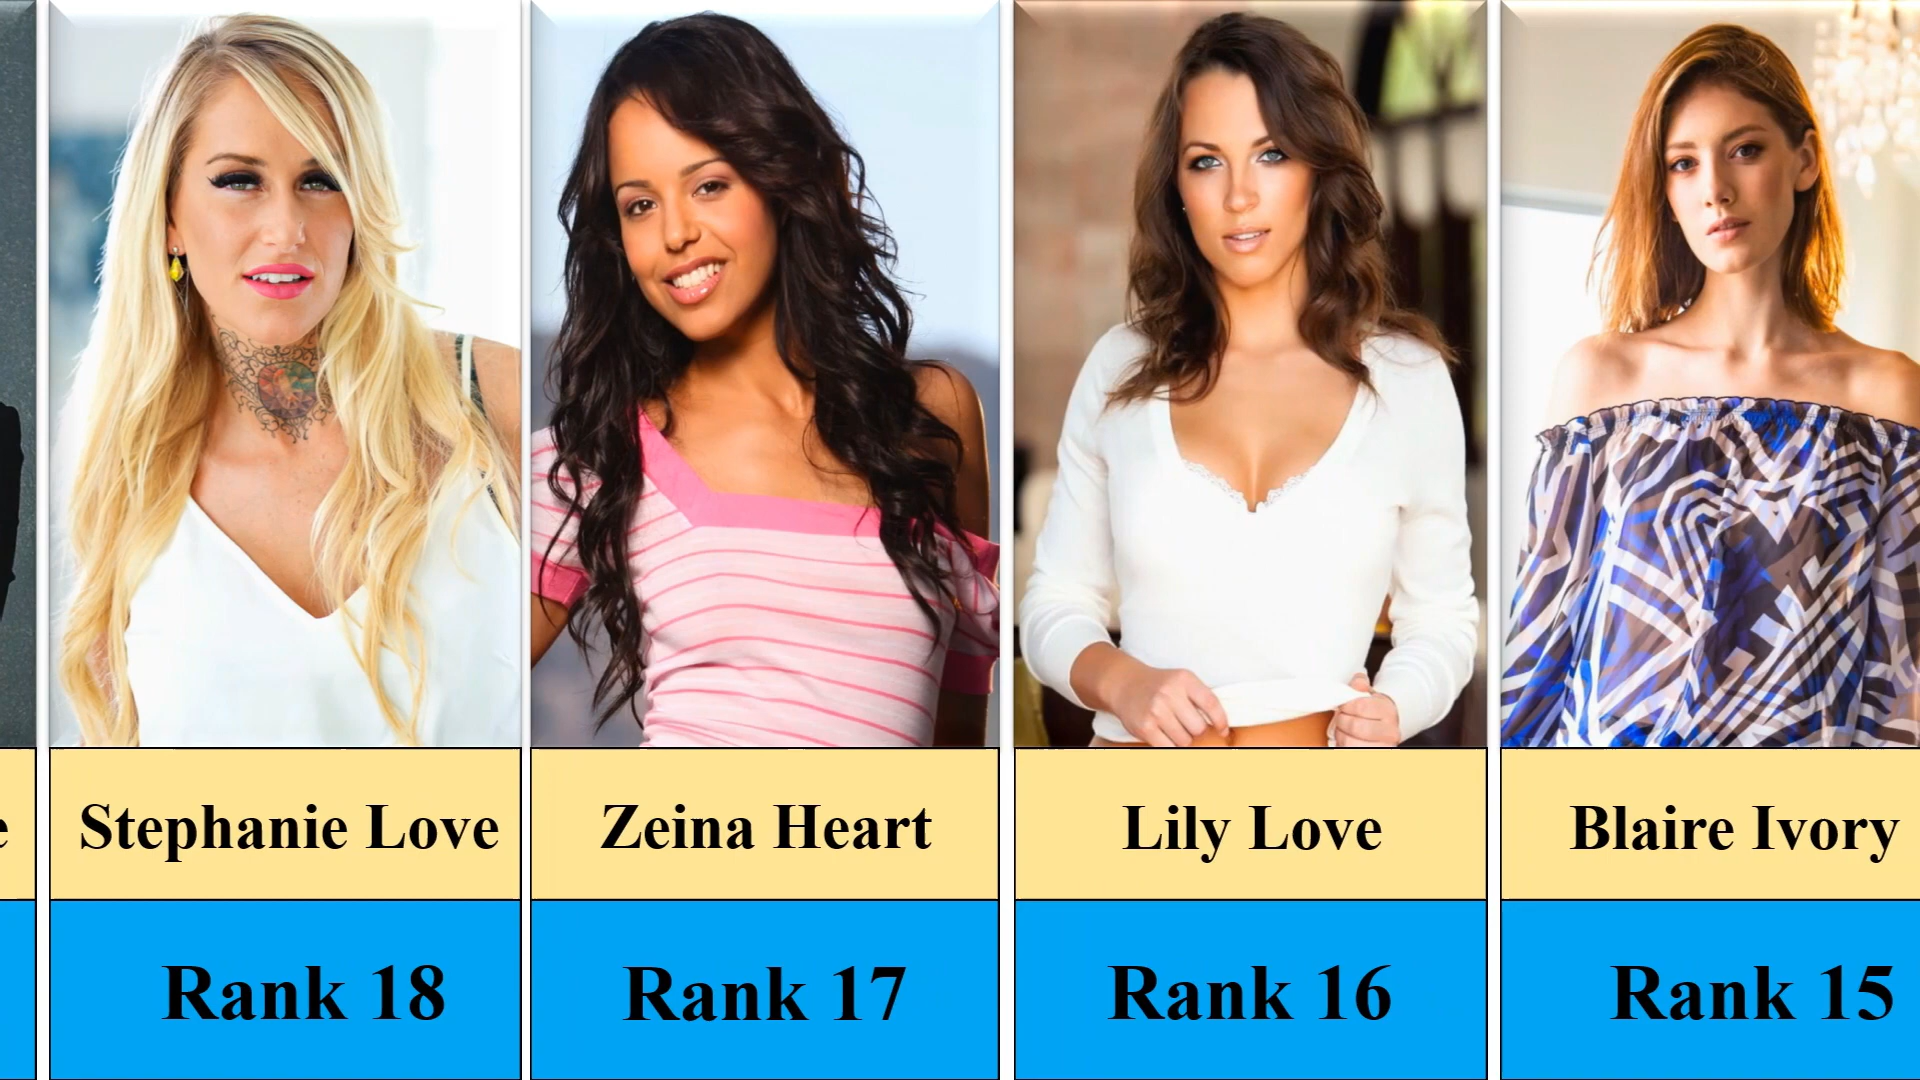 e
Stephanie Love
Zeina Heart
Lily Love
Blaire Ivory
Rank 18
Rank 17
Rank 16
Rank 15